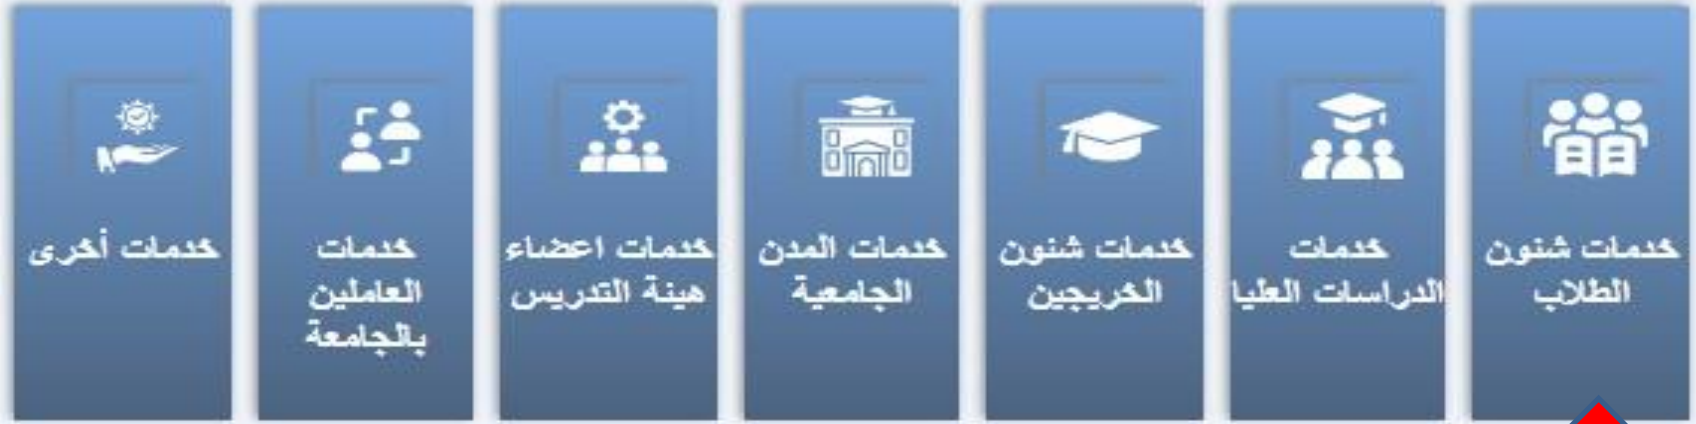 خدمات شئون
الطلاب
خدمات
الدراسات العليا
خدمات شئون
الخريجين
خدمات المدن
الجامعية
خدمات اعضاء
هيئة التدريس
خدمات
العاملين
بالجامعة
خدمات أخرى